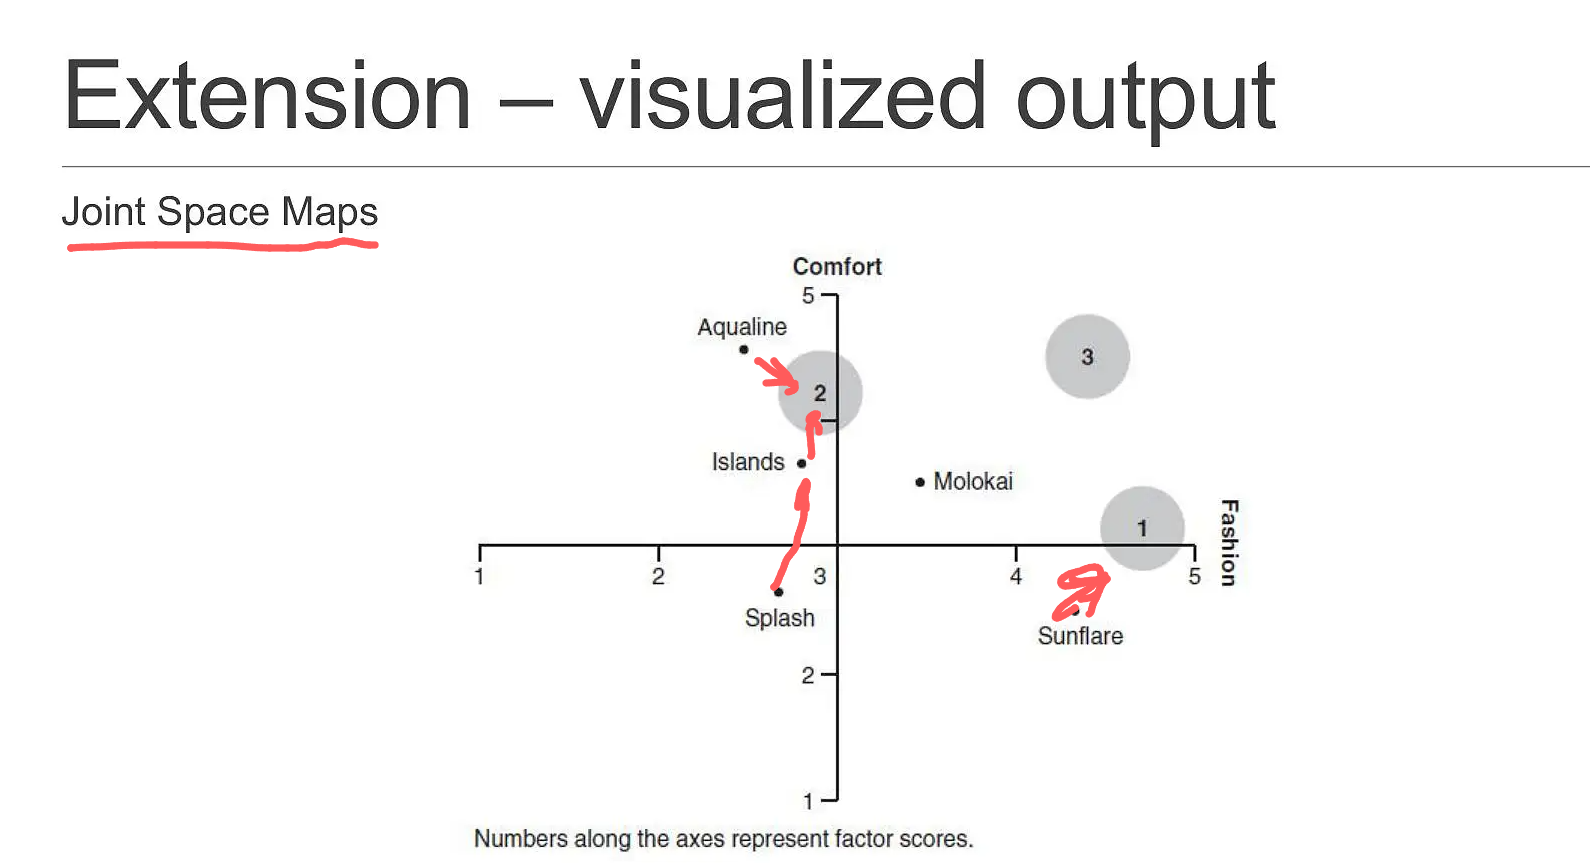 Extension – visualized output
Joint Space Maps
Comfort
5
Aqualine
3
2
Islands
Molokai
1
Fashion
1
2
3
4
5
Splash
Sunflare
2
1
Numbers along the axes represent factor scores.